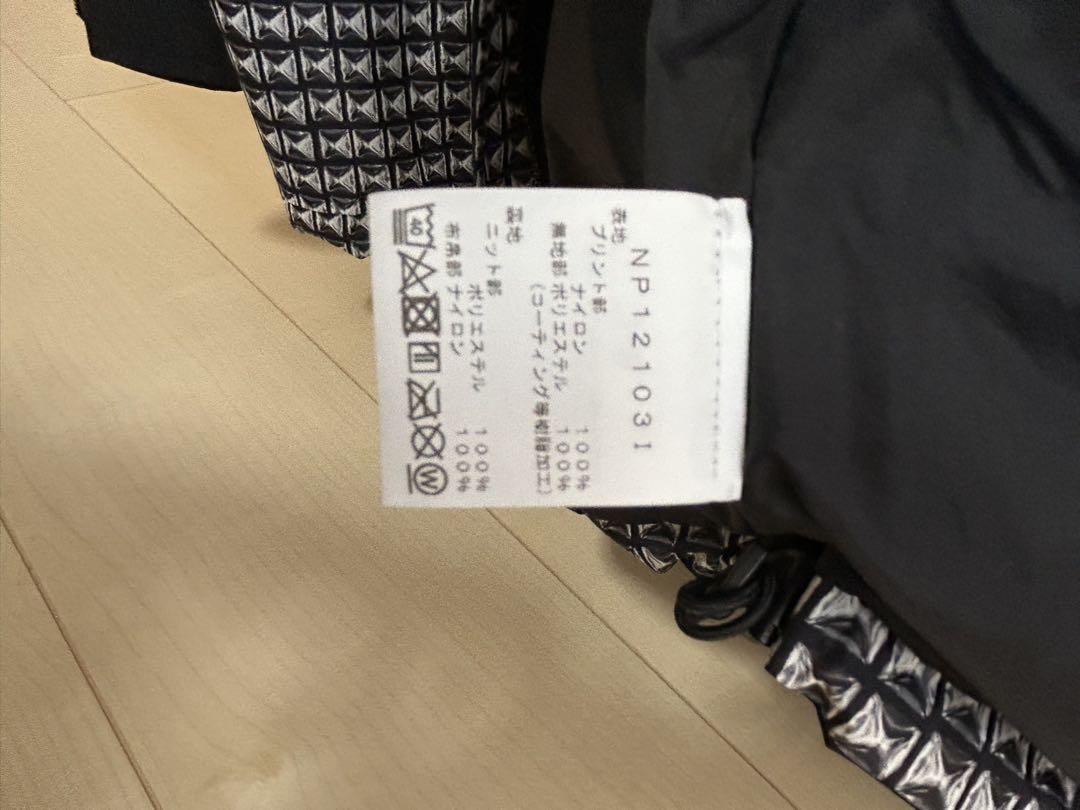 NP12103I
表地
プリント部
ナイロン 100%
無地部 ポリエステル 100%
(コーティング等樹脂加工)
裏地
ニット部
ポリエステル 100%
布帛部 ナイロン 100%
40
W